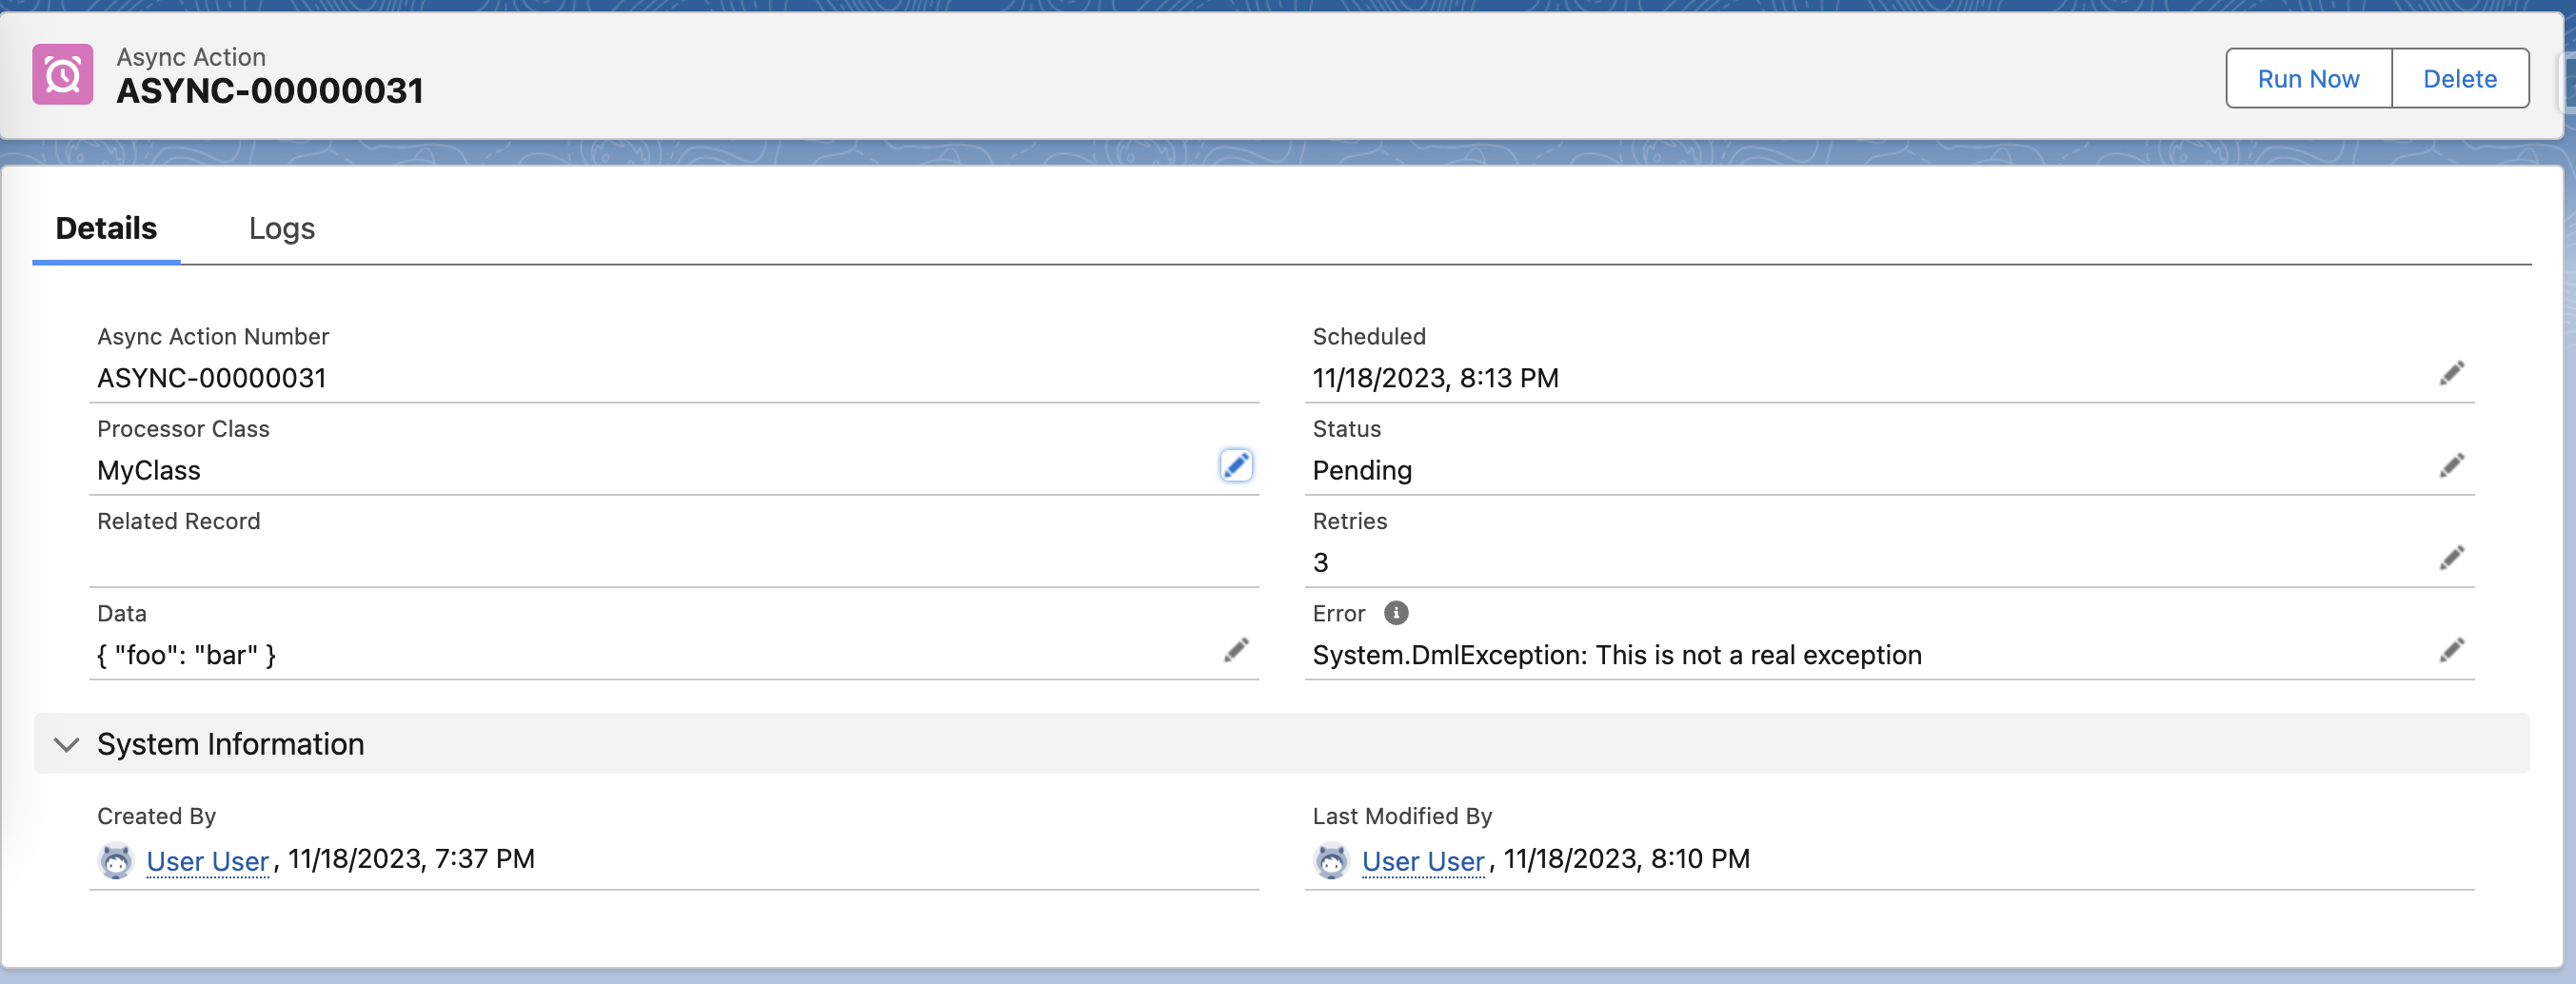 Async Action
ASYNC-00000031
Run Now
Delete
Details
Logs
Async Action Number
ASYNC-00000031
Scheduled
11/18/2023, 8:13 PM
Processor Class
MyClass
Status
Pending
Related Record
Retries
3
Data
{ "foo": "bar" }
Error
System.DmlException: This is not a real exception
System Information
Created By
User User, 11/18/2023, 7:37 PM
Last Modified By
User User, 11/18/2023, 8:10 PM